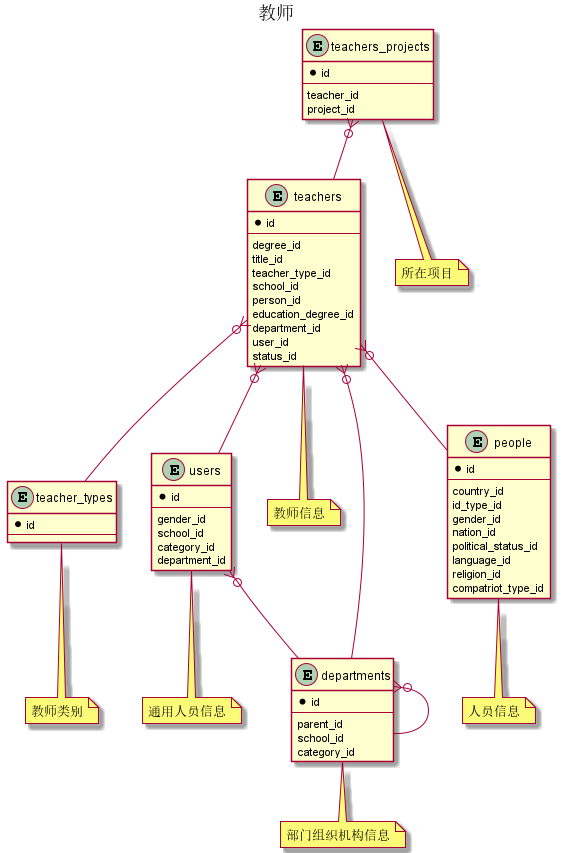 教师
E teachers_projects
id
teacher_id
project_id
所在项目
E teachers
id
degree_id
title_id
teacher_type_id
school_id
person_id
education_degree_id
department_id
user_id
status_id
教师信息
E teacher_types
id
教师类别
E users
id
gender_id
school_id
category_id
department_id
通用人员信息
E people
id
country_id
id_type_id
gender_id
nation_id
political_status_id
language_id
religion_id
compatriot_type_id
人员信息
E departments
id
parent_id
school_id
category_id
部门组织机构信息